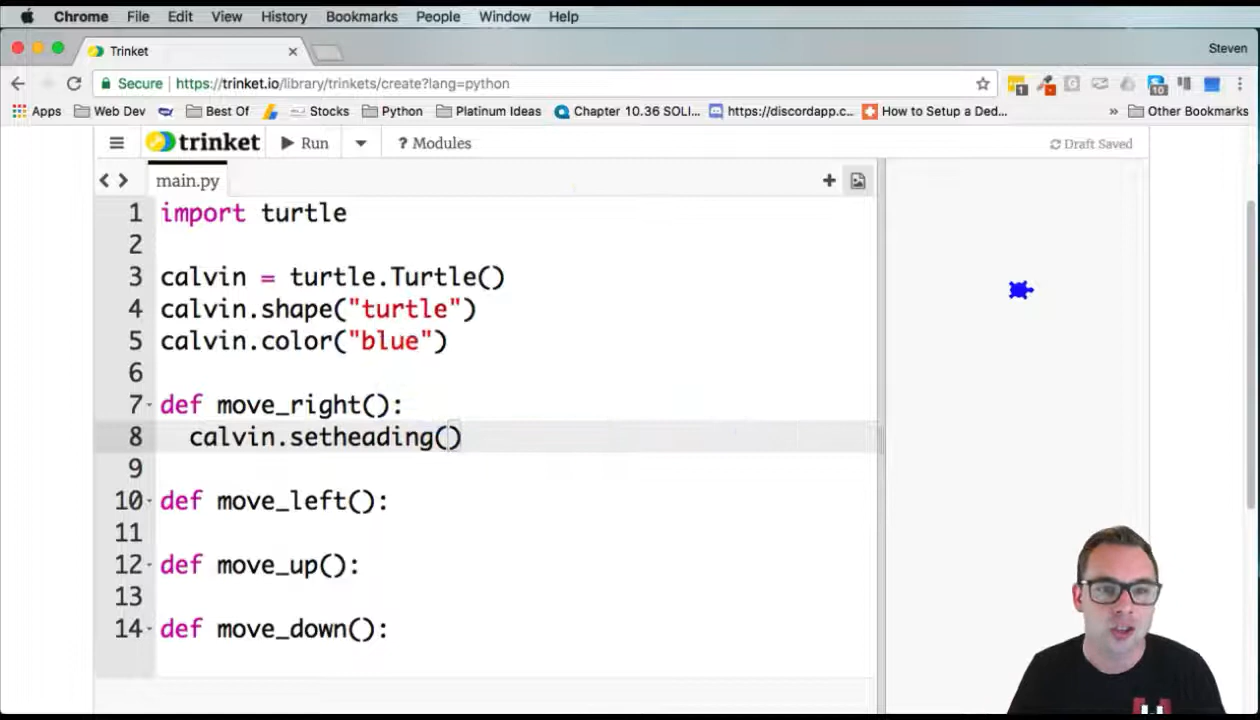 Chrome File Edit View History Bookmarks People Window Help
Trinket
Steven
Secure https://trinket.io/library/trinkets/create?lang=python
1
10
Apps Web Dev Best Of Stocks Python Platinum Ideas Chapter 10.36 SOLI... https://discordapp.c... How to Setup a Ded... » Other Bookmarks
trinket Run ? Modules Draft Saved
main.py
1 import turtle
2
3 calvin = turtle.Turtle()
4 calvin.shape("turtle")
5 calvin.color("blue")
6
7 def move_right():
8 calvin.setheading()
9
10 def move_left():
11
12 def move_up():
13
14 def move_down():